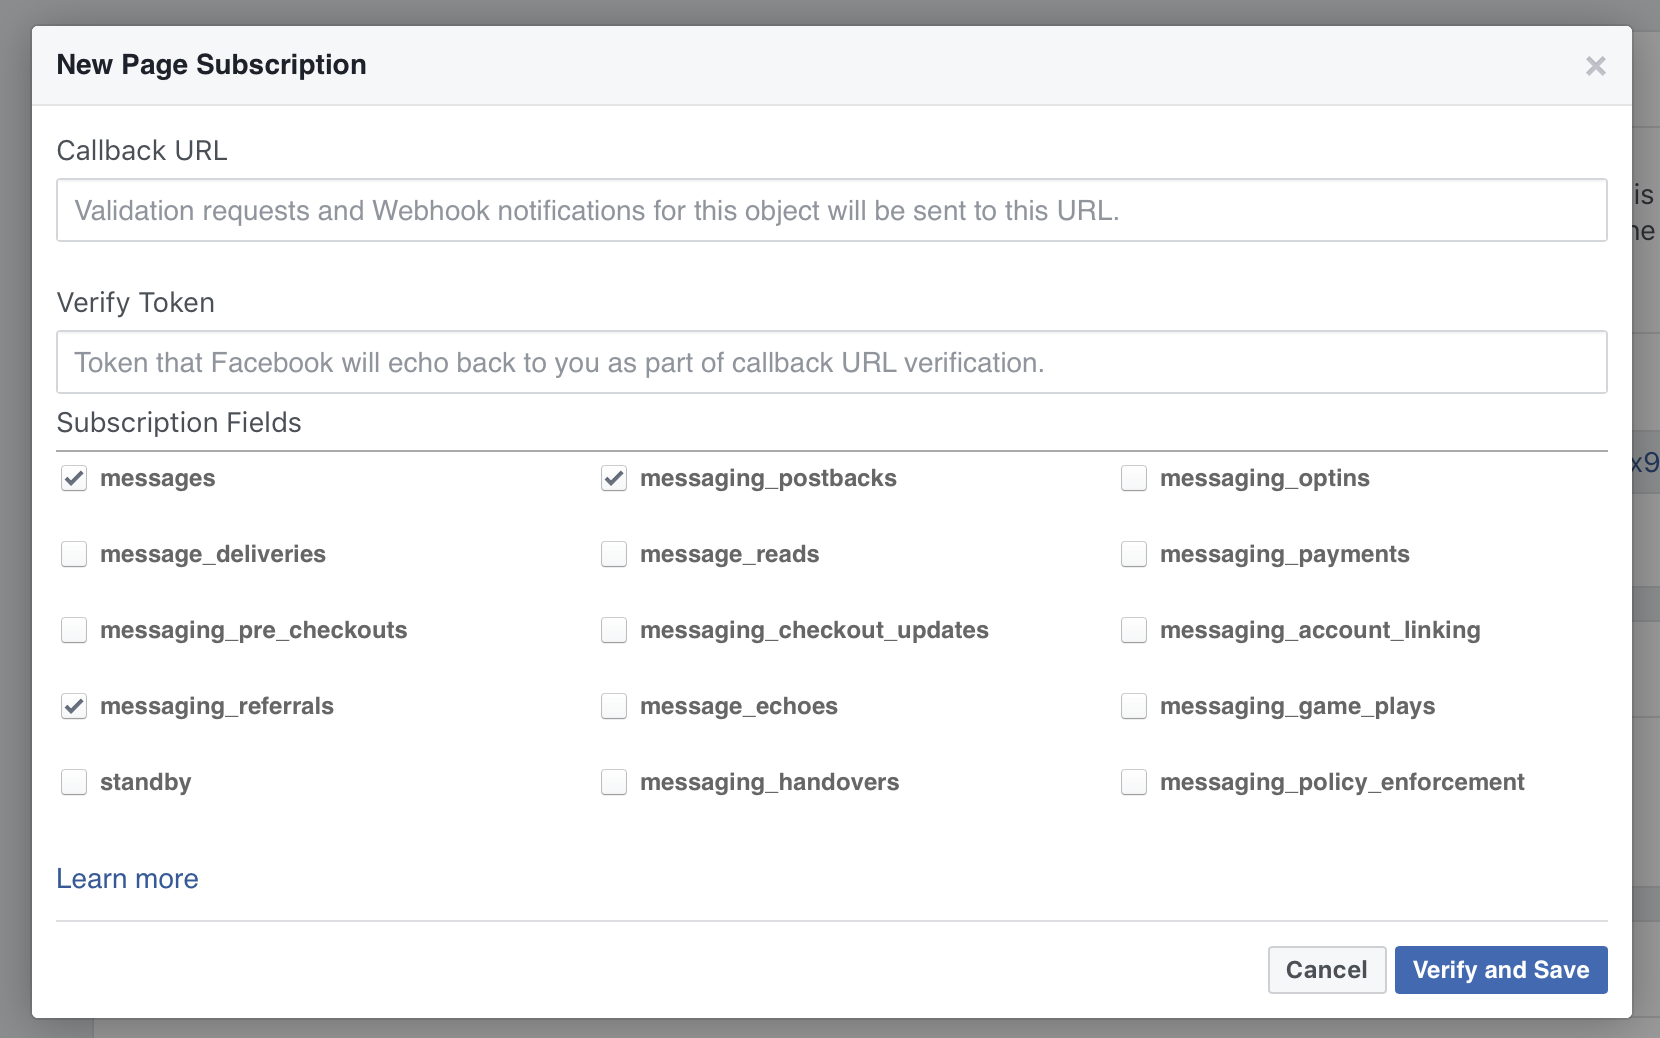 New Page Subscription
×
Callback URL
is
Validation requests and Webhook notifications for this object will be sent to this URL.
Verify Token
Token that Facebook will echo back to you as part of callback URL verification.
Subscription Fields
messages messaging_postbacks messaging_optins
x9
message_deliveries message_reads messaging_payments
messaging_pre_checkouts messaging_checkout_updates messaging_account_linking
messaging_referrals message_echoes messaging_game_plays
standby messaging_handovers messaging_policy_enforcement
Learn more
Cancel Verify and Save